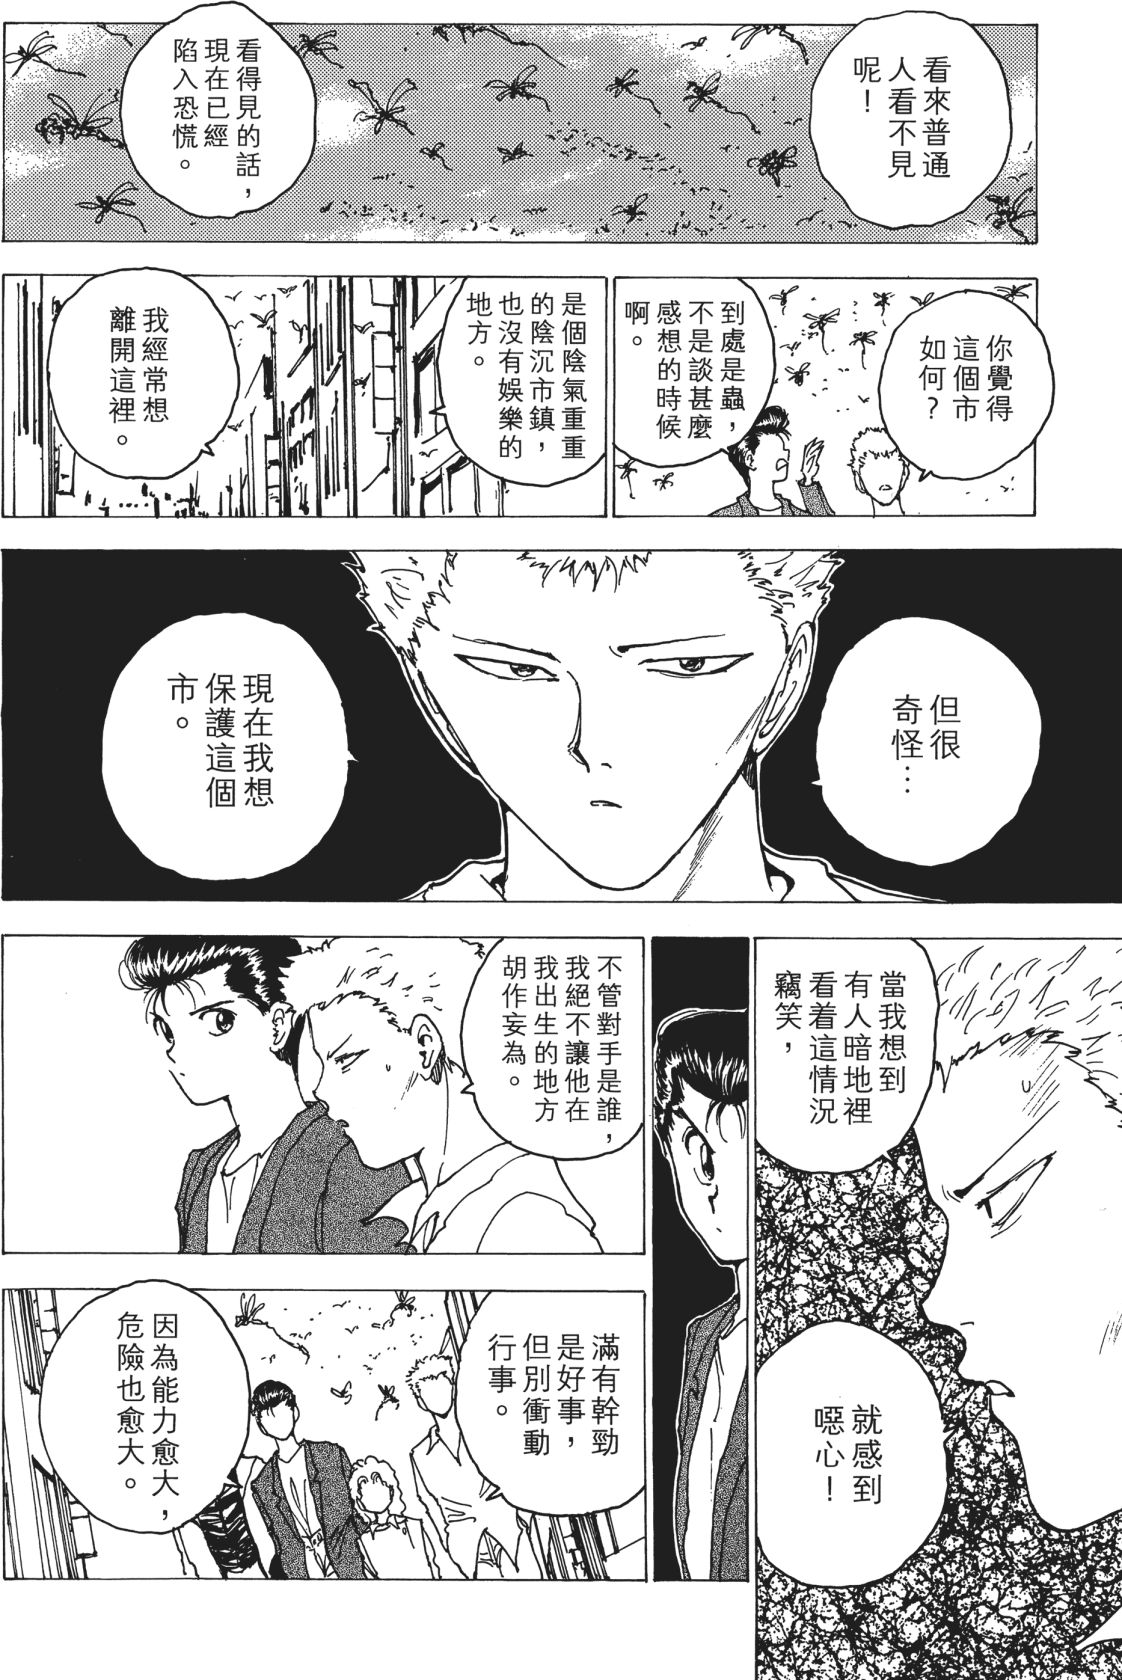 看來普通
人看不見
呢！
看得見的話，
現在已經
陷入恐慌。
你覺得
這個市
如何？
到處是蟲，
不是談甚麼
感想的時候
啊。
是個陰氣重重
的陰沉市鎮，
也沒有娛樂的
地方。
我經常想
離開這裡。
但很
奇怪…
現在我想
保護這個
市。
當我想到
有人暗地裡
看着這情況
竊笑，
就感到
噁心！
不管對手是誰，
我絕不讓他在
我出生的地方
胡作妄為。
滿有幹勁
是好事，
但別衝動
行事。
因為能力愈大，
危險也愈大。